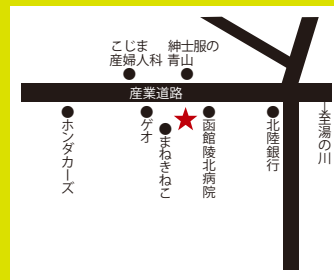 こじま
産婦人科
紳士服の
青山
産業道路
ホンダカーズ
ゲオ
まねきねこ
函館陵北病院
北陸銀行
→至湯の川